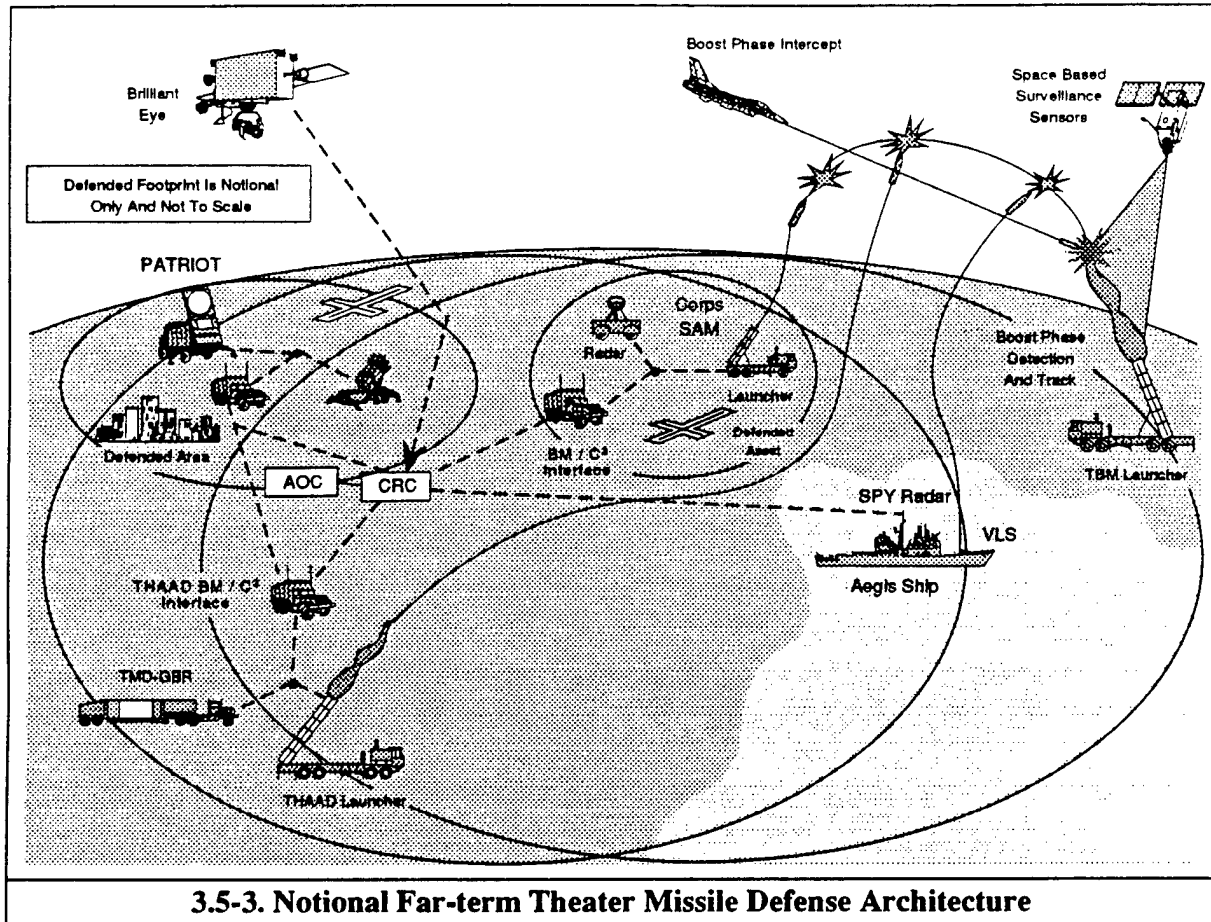 Boost Phase Intercept
Brilliant
Eye
Space Based
Surveillance
Sensors
Defended Footprint Is Notional
Only And Not To Scale
PATRIOT
Corps
SAM
Radar
Launcher
Boost Phase
Detection
And Track
Defended Area
BM / C³
Interface
Defended
Asset
TBM Launcher
AOC
CRC
SPY Radar
VLS
Aegis Ship
THAAD BM / C³
Interface
TMD-GBR
THAAD Launcher
3.5-3. Notional Far-term Theater Missile Defense Architecture